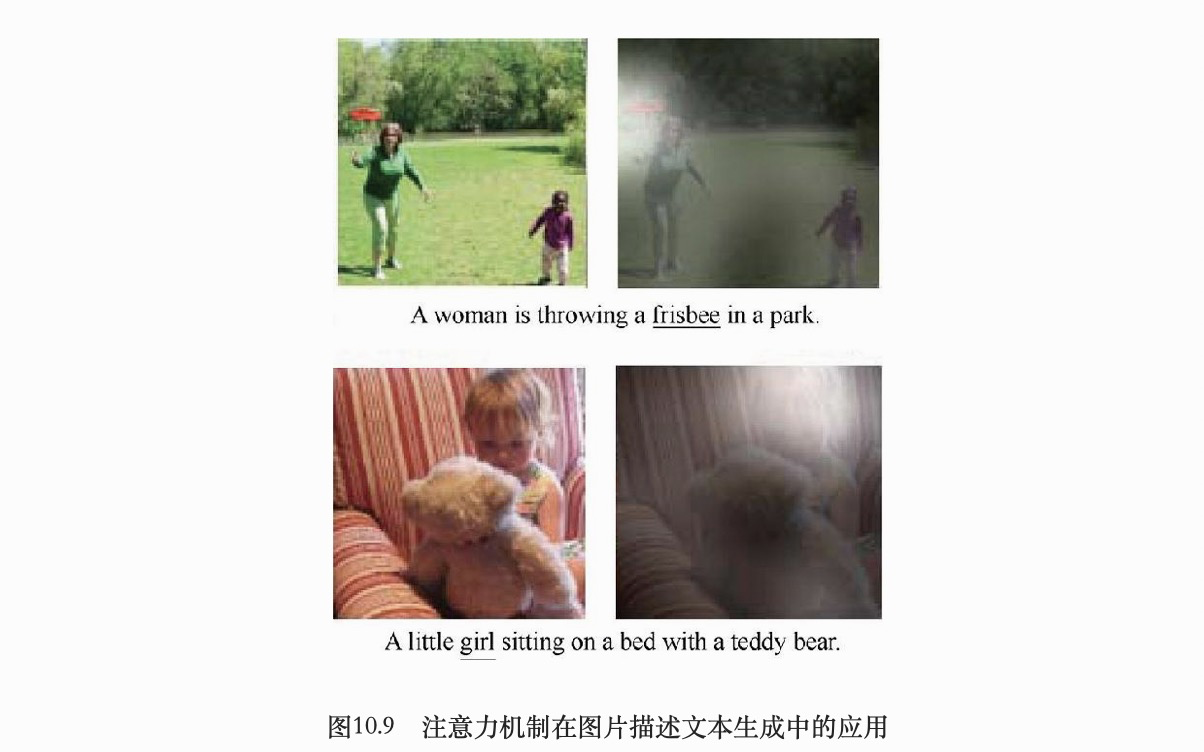 A woman is throwing a frisbee in a park.
A little girl sitting on a bed with a teddy bear.
图10.9 注意力机制在图片描述文本生成中的应用